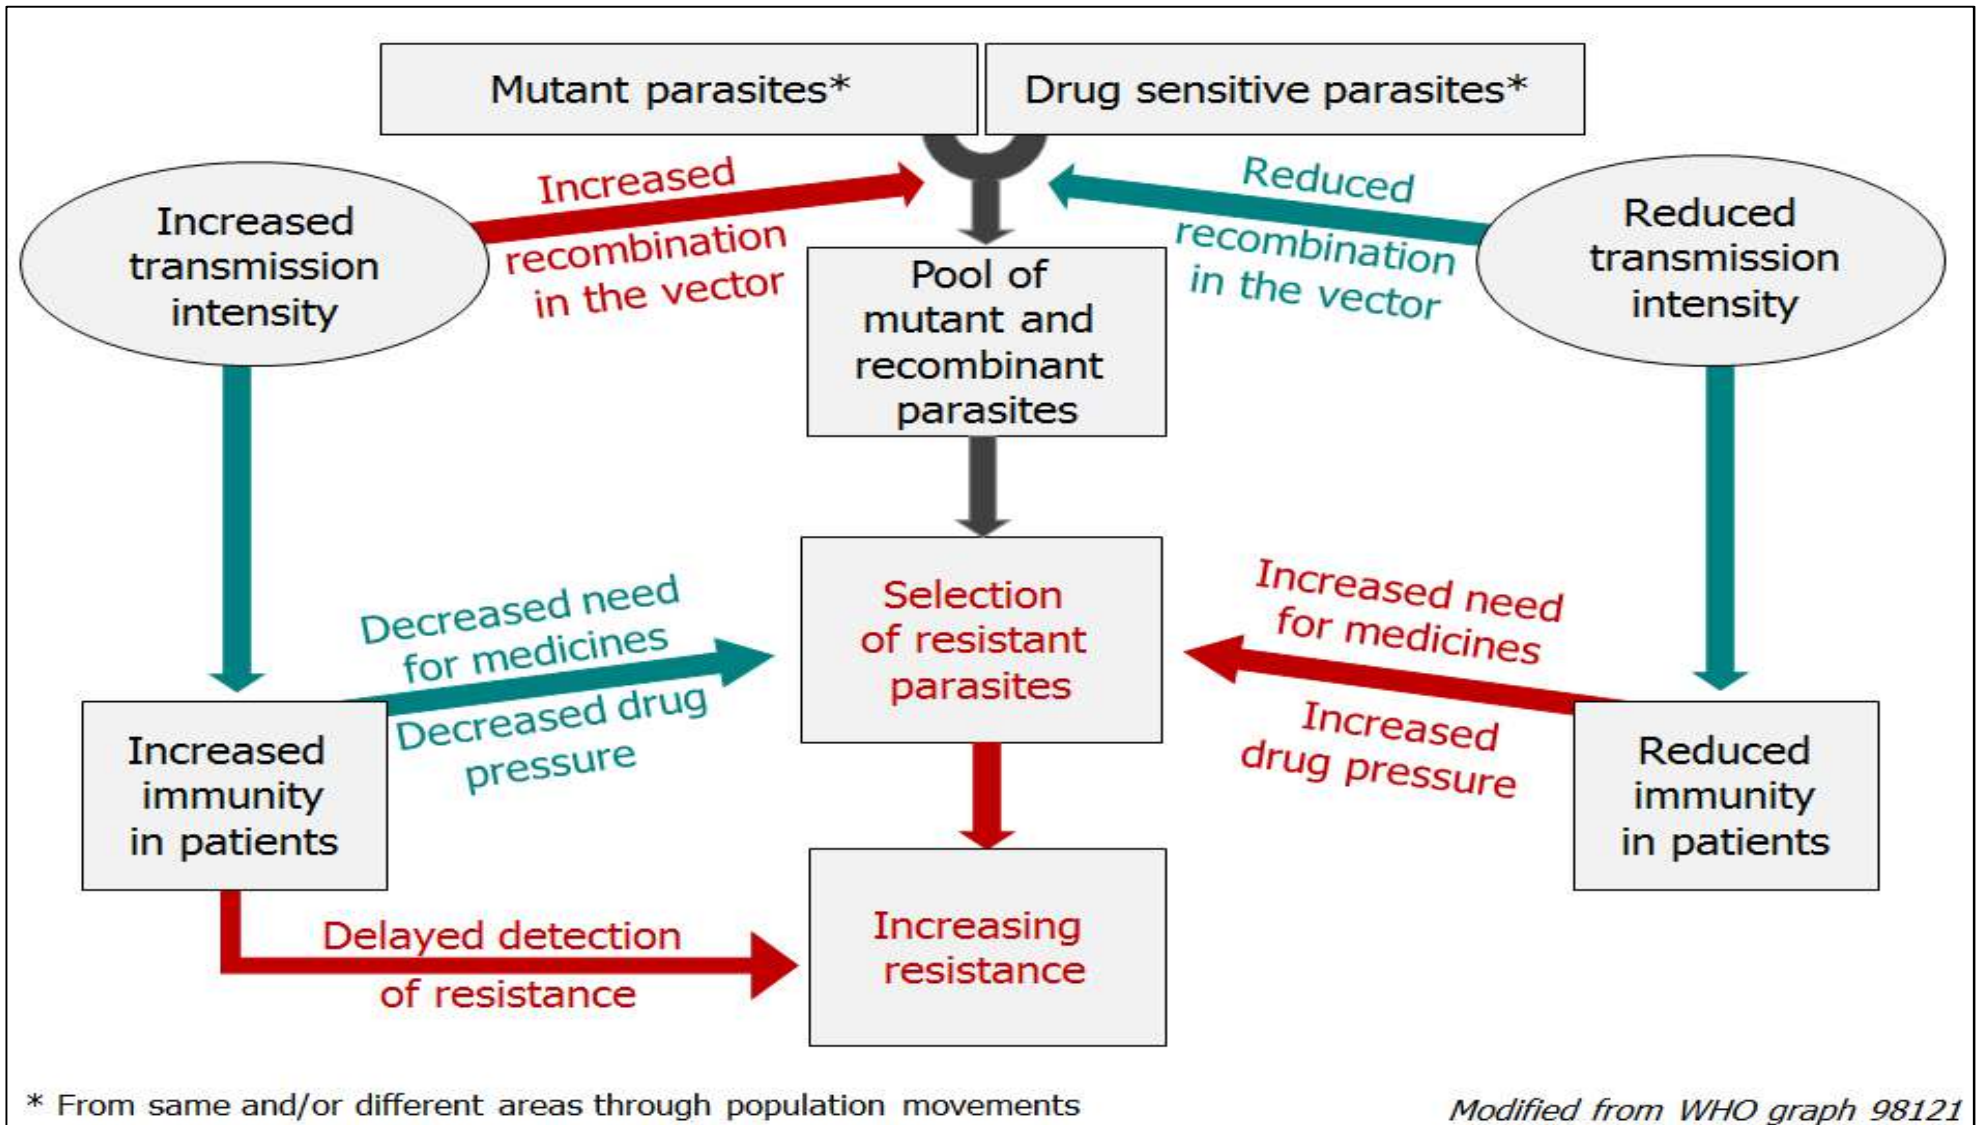 Mutant parasites*
Drug sensitive parasites*
Increased
recombination
in the vector
Reduced
recombination
in the vector
Increased
transmission
intensity
Reduced
transmission
intensity
Pool of
mutant and
recombinant
parasites
Decreased need
for medicines
Decreased drug
pressure
Selection
of resistant
parasites
Increased need
for medicines
Increased
drug pressure
Increased
immunity
in patients
Reduced
immunity
in patients
Delayed detection
of resistance
Increasing
resistance
* From same and/or different areas through population movements
Modified from WHO graph 98121